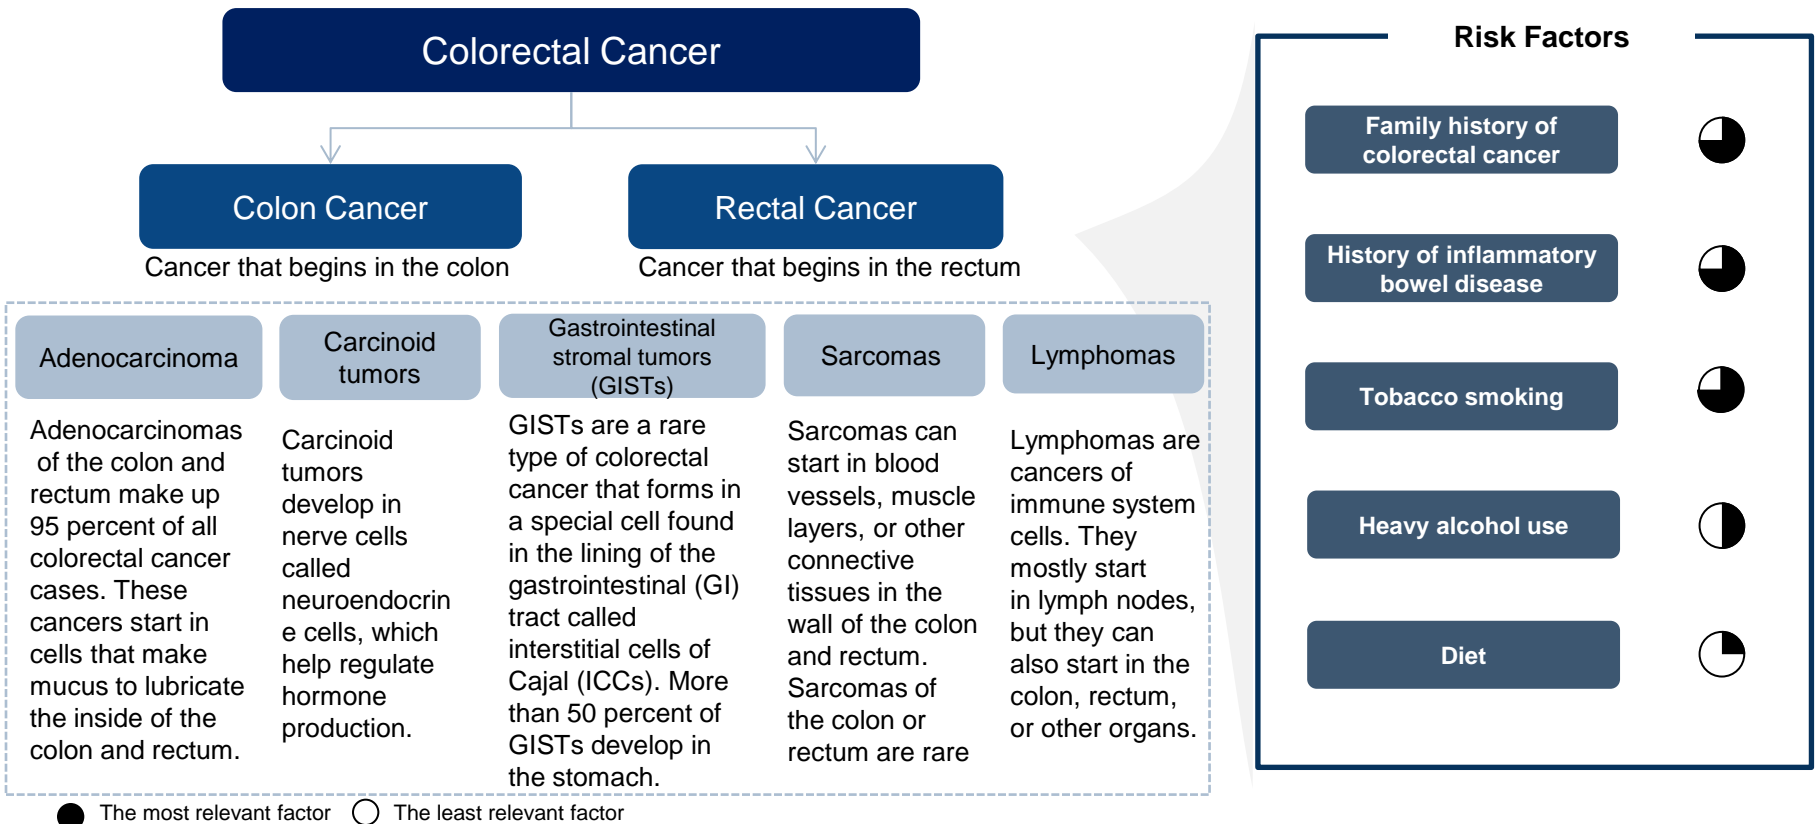 Colorectal Cancer
Colon Cancer
Rectal Cancer
Cancer that begins in the colon
Cancer that begins in the rectum
Adenocarcinoma
Adenocarcinomas
of the colon and
rectum make up
95 percent of all
colorectal cancer
cases. These
cancers start in
cells that make
mucus to lubricate
the inside of the
colon and rectum.
Carcinoid
tumors
Carcinoid
tumors
develop in
nerve cells
called
neuroendocrin
e cells, which
help regulate
hormone
production.
Gastrointestinal
stromal tumors
(GISTs)
GISTs are a rare
type of colorectal
cancer that forms in
a special cell found
in the lining of the
gastrointestinal (GI)
tract called
interstitial cells of
Cajal (ICCs). More
than 50 percent of
GISTs develop in
the stomach.
Sarcomas
Sarcomas can
start in blood
vessels, muscle
layers, or other
connective
tissues in the
wall of the colon
and rectum.
Sarcomas of
the colon or
rectum are rare
Lymphomas
Lymphomas are
cancers of
immune system
cells. They
mostly start
in lymph nodes,
but they can
also start in the
colon, rectum,
or other organs.
The most relevant factor
The least relevant factor
Risk Factors
Family history of
colorectal cancer
History of inflammatory
bowel disease
Tobacco smoking
Heavy alcohol use
Diet